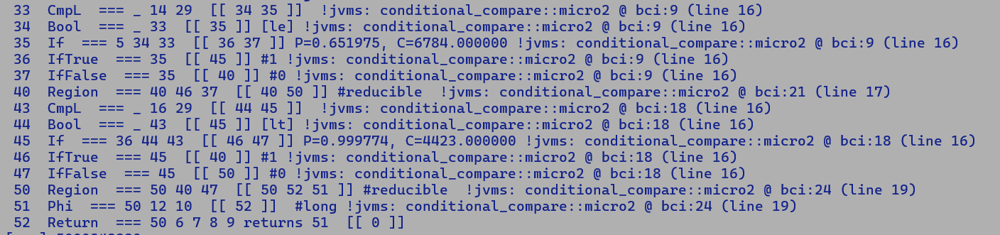 33 CmpL === _ 14 29 [[ 34 35 ]] !jvms: conditional_compare::micro2 @ bci:9 (line 16)
34 Bool === _ 33 [[ 35 ]] [le] !jvms: conditional_compare::micro2 @ bci:9 (line 16)
35 If === 5 34 33 [[ 36 37 ]] P=0.651975, C=6784.000000 !jvms: conditional_compare::micro2 @ bci:9 (line 16)
36 IfTrue === 35 [[ 45 ]] #1 !jvms: conditional_compare::micro2 @ bci:9 (line 16)
37 IfFalse === 35 [[ 40 ]] #0 !jvms: conditional_compare::micro2 @ bci:9 (line 16)
40 Region === 40 46 37 [[ 40 50 ]] #reducible !jvms: conditional_compare::micro2 @ bci:21 (line 17)
43 CmpL === _ 16 29 [[ 44 45 ]] !jvms: conditional_compare::micro2 @ bci:18 (line 16)
44 Bool === _ 43 [[ 45 ]] [lt] !jvms: conditional_compare::micro2 @ bci:18 (line 16)
45 If === 36 44 43 [[ 46 47 ]] P=0.999774, C=4423.000000 !jvms: conditional_compare::micro2 @ bci:18 (line 16)
46 IfTrue === 45 [[ 40 ]] #1 !jvms: conditional_compare::micro2 @ bci:18 (line 16)
47 IfFalse === 45 [[ 50 ]] #0 !jvms: conditional_compare::micro2 @ bci:18 (line 16)
50 Region === 50 40 47 [[ 50 52 51 ]] #reducible !jvms: conditional_compare::micro2 @ bci:24 (line 19)
51 Phi === 50 12 10 [[ 52 ]] #long !jvms: conditional_compare::micro2 @ bci:24 (line 19)
52 Return === 50 6 7 8 9 returns 51 [[ 0 ]]